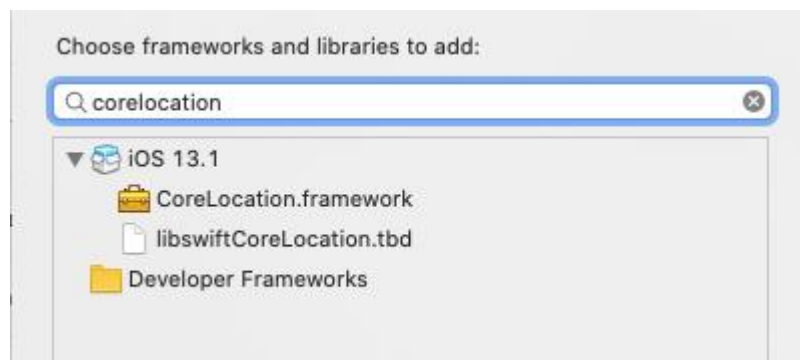 Choose frameworks and libraries to add:
corelocation
iOS 13.1
CoreLocation.framework
libswiftCoreLocation.tbd
Developer Frameworks